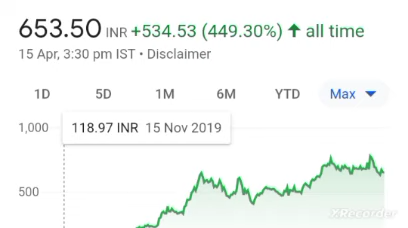 653.50 INR +534.53 (449.30%) ↑ all time
15 Apr, 3:30 pm IST • Disclaimer
1D 5D 1M 6M YTD Max
1,000
118.97 INR 15 Nov 2019
500
XRecorder